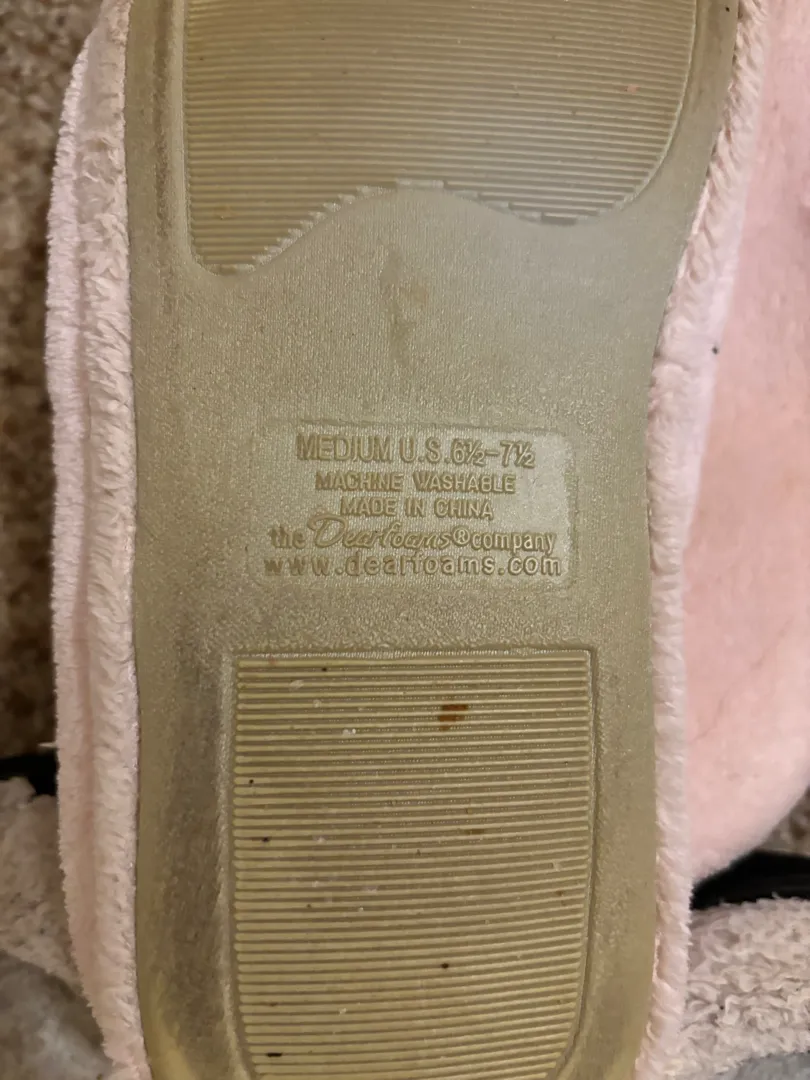 MEDIUM U.S.6½-7½
MACHINE WASHABLE
MADE IN CHINA
the Dearfoams® company
www.dearfoams.com